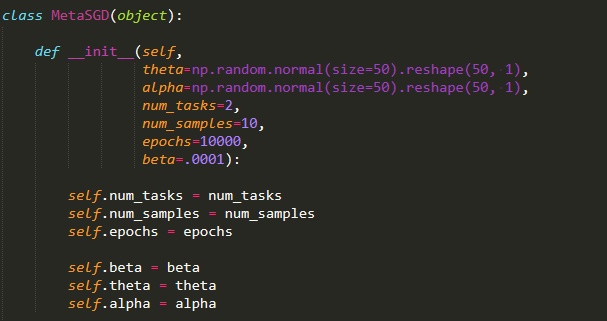 class MetaSGD(object):
def __init__(self,
theta=np.random.normal(size=50).reshape(50, 1),
alpha=np.random.normal(size=50).reshape(50, 1),
num_tasks=2,
num_samples=10,
epochs=10000,
beta=.0001):
self.num_tasks = num_tasks
self.num_samples = num_samples
self.epochs = epochs
self.beta = beta
self.theta = theta
self.alpha = alpha